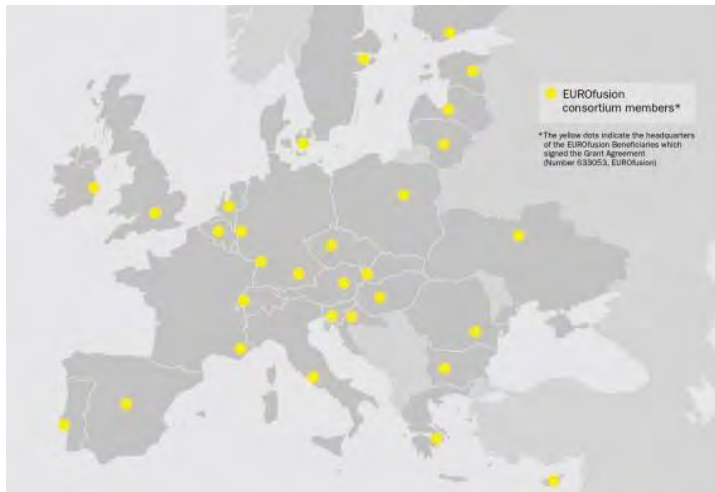 EUROfusion
consortium members*
*The yellow dots indicate the headquarters
of the EUROfusion Beneficiaries which
signed the Grant Agreement
(Number 633053, EUROfusion)